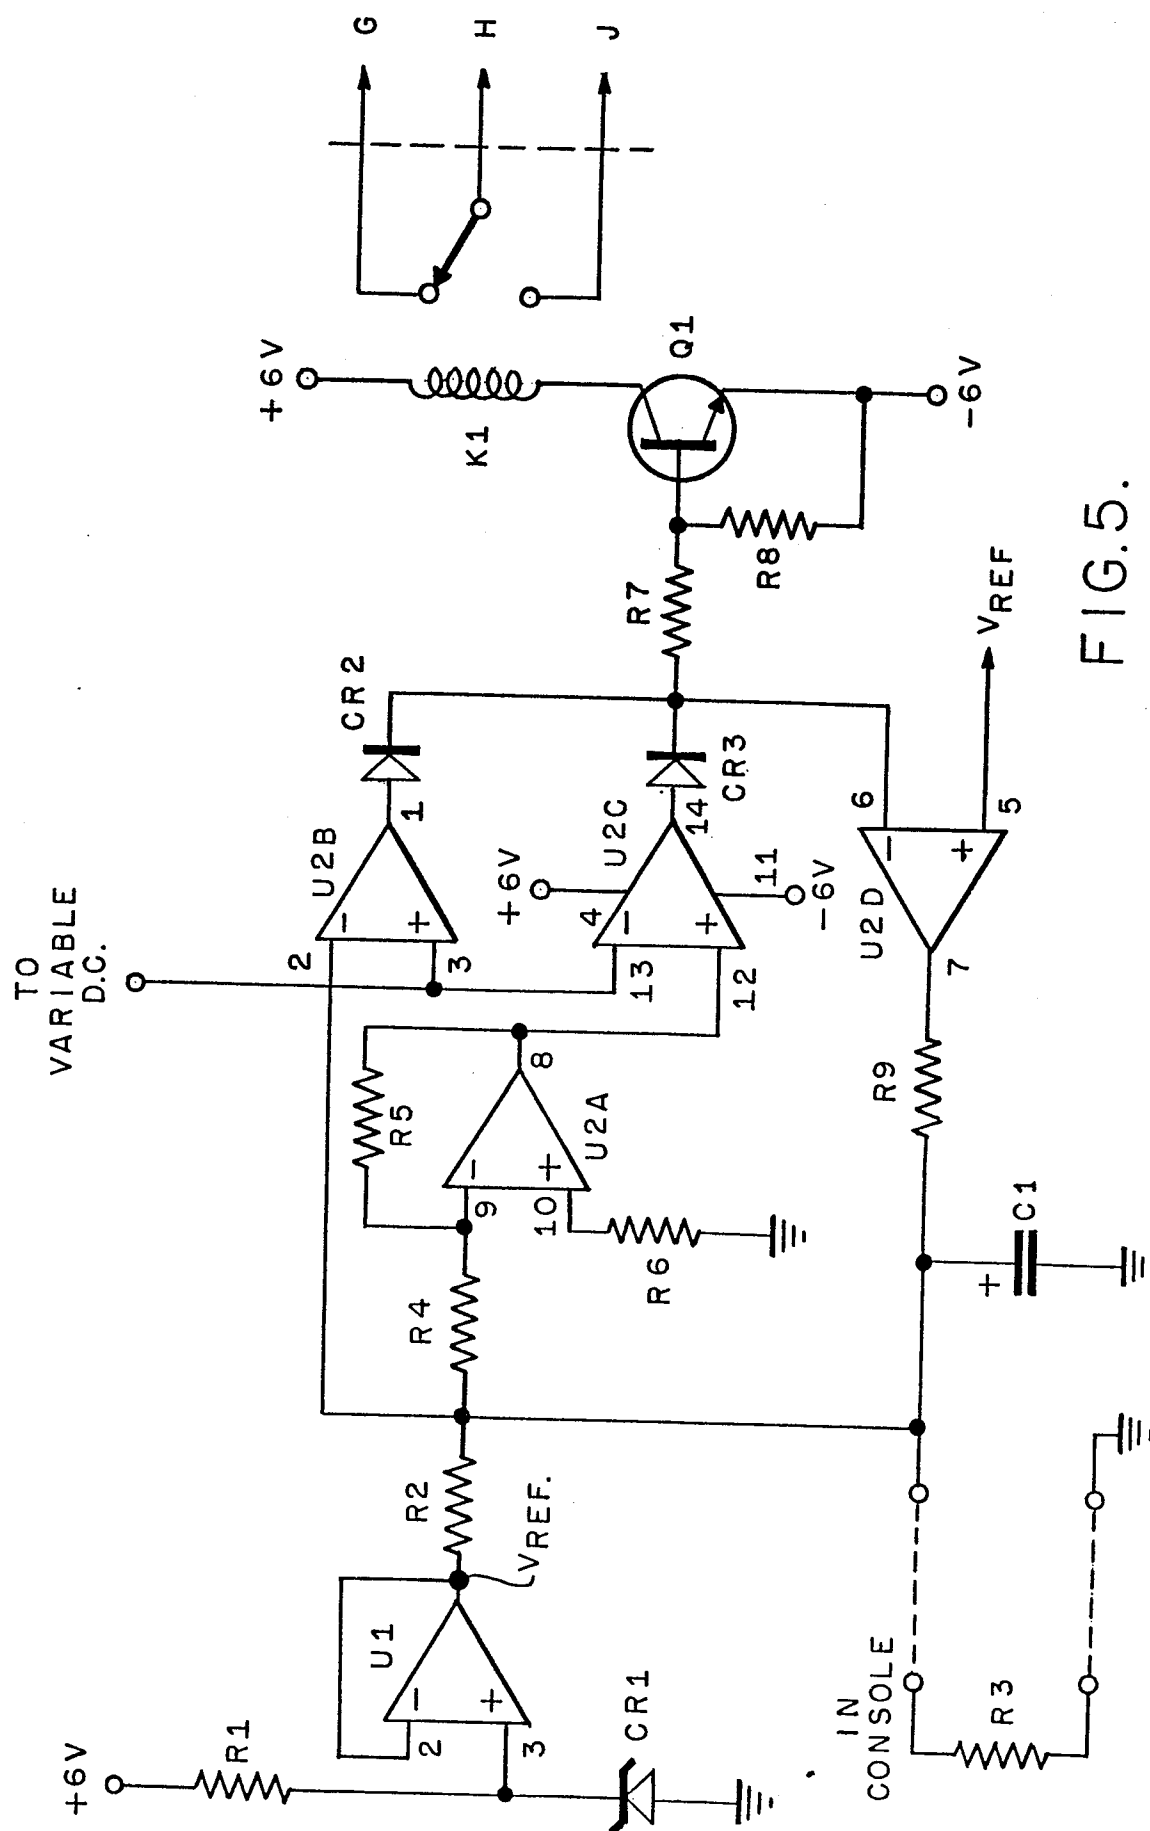 G
H
J
+6V
K1
Q1
-6V
R7
R8
CR2
CR3
VREF
TO
VARIABLE
D.C.
U2B
2
-
+
3
1
U2C
+6V
4
-
+
13
12
14
11
-6V
6
-
+
5
U2D
7
R5
8
U2A
9
-
+
10
R6
R9
R4
+
C1
R2
VREF.
U1
-
+
2
3
+6V
R1
CR1
IN
CONSOLE
R3
FIG.5.